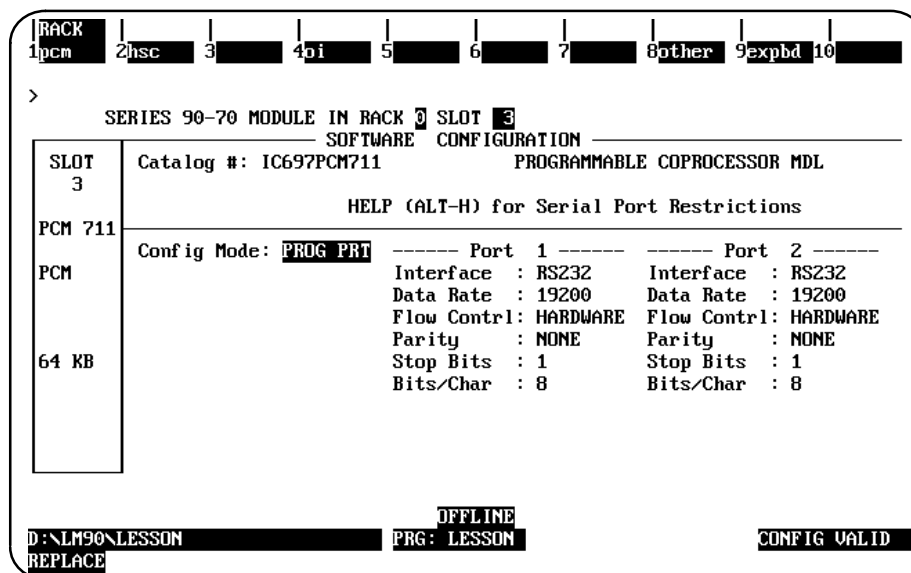 RACK
1pcm 2hsc 3 4oi 5 6 7 8other 9expbd 10
>
SERIES 90-70 MODULE IN RACK 0 SLOT 3
SOFTWARE CONFIGURATION
SLOT Catalog #: IC697PCM711 PROGRAMMABLE COPROCESSOR MDL
3
HELP (ALT-H) for Serial Port Restrictions
PCM 711
Config Mode: PROG PRT ------ Port 1 ------ ------ Port 2 ------
PCM Interface : RS232 Interface : RS232
Data Rate : 19200 Data Rate : 19200
Flow Contrl: HARDWARE Flow Contrl: HARDWARE
Parity : NONE Parity : NONE
64 KB Stop Bits : 1 Stop Bits : 1
Bits/Char : 8 Bits/Char : 8
OFFLINE
D:\LM90\LESSON PRG: LESSON CONFIG VALID
REPLACE